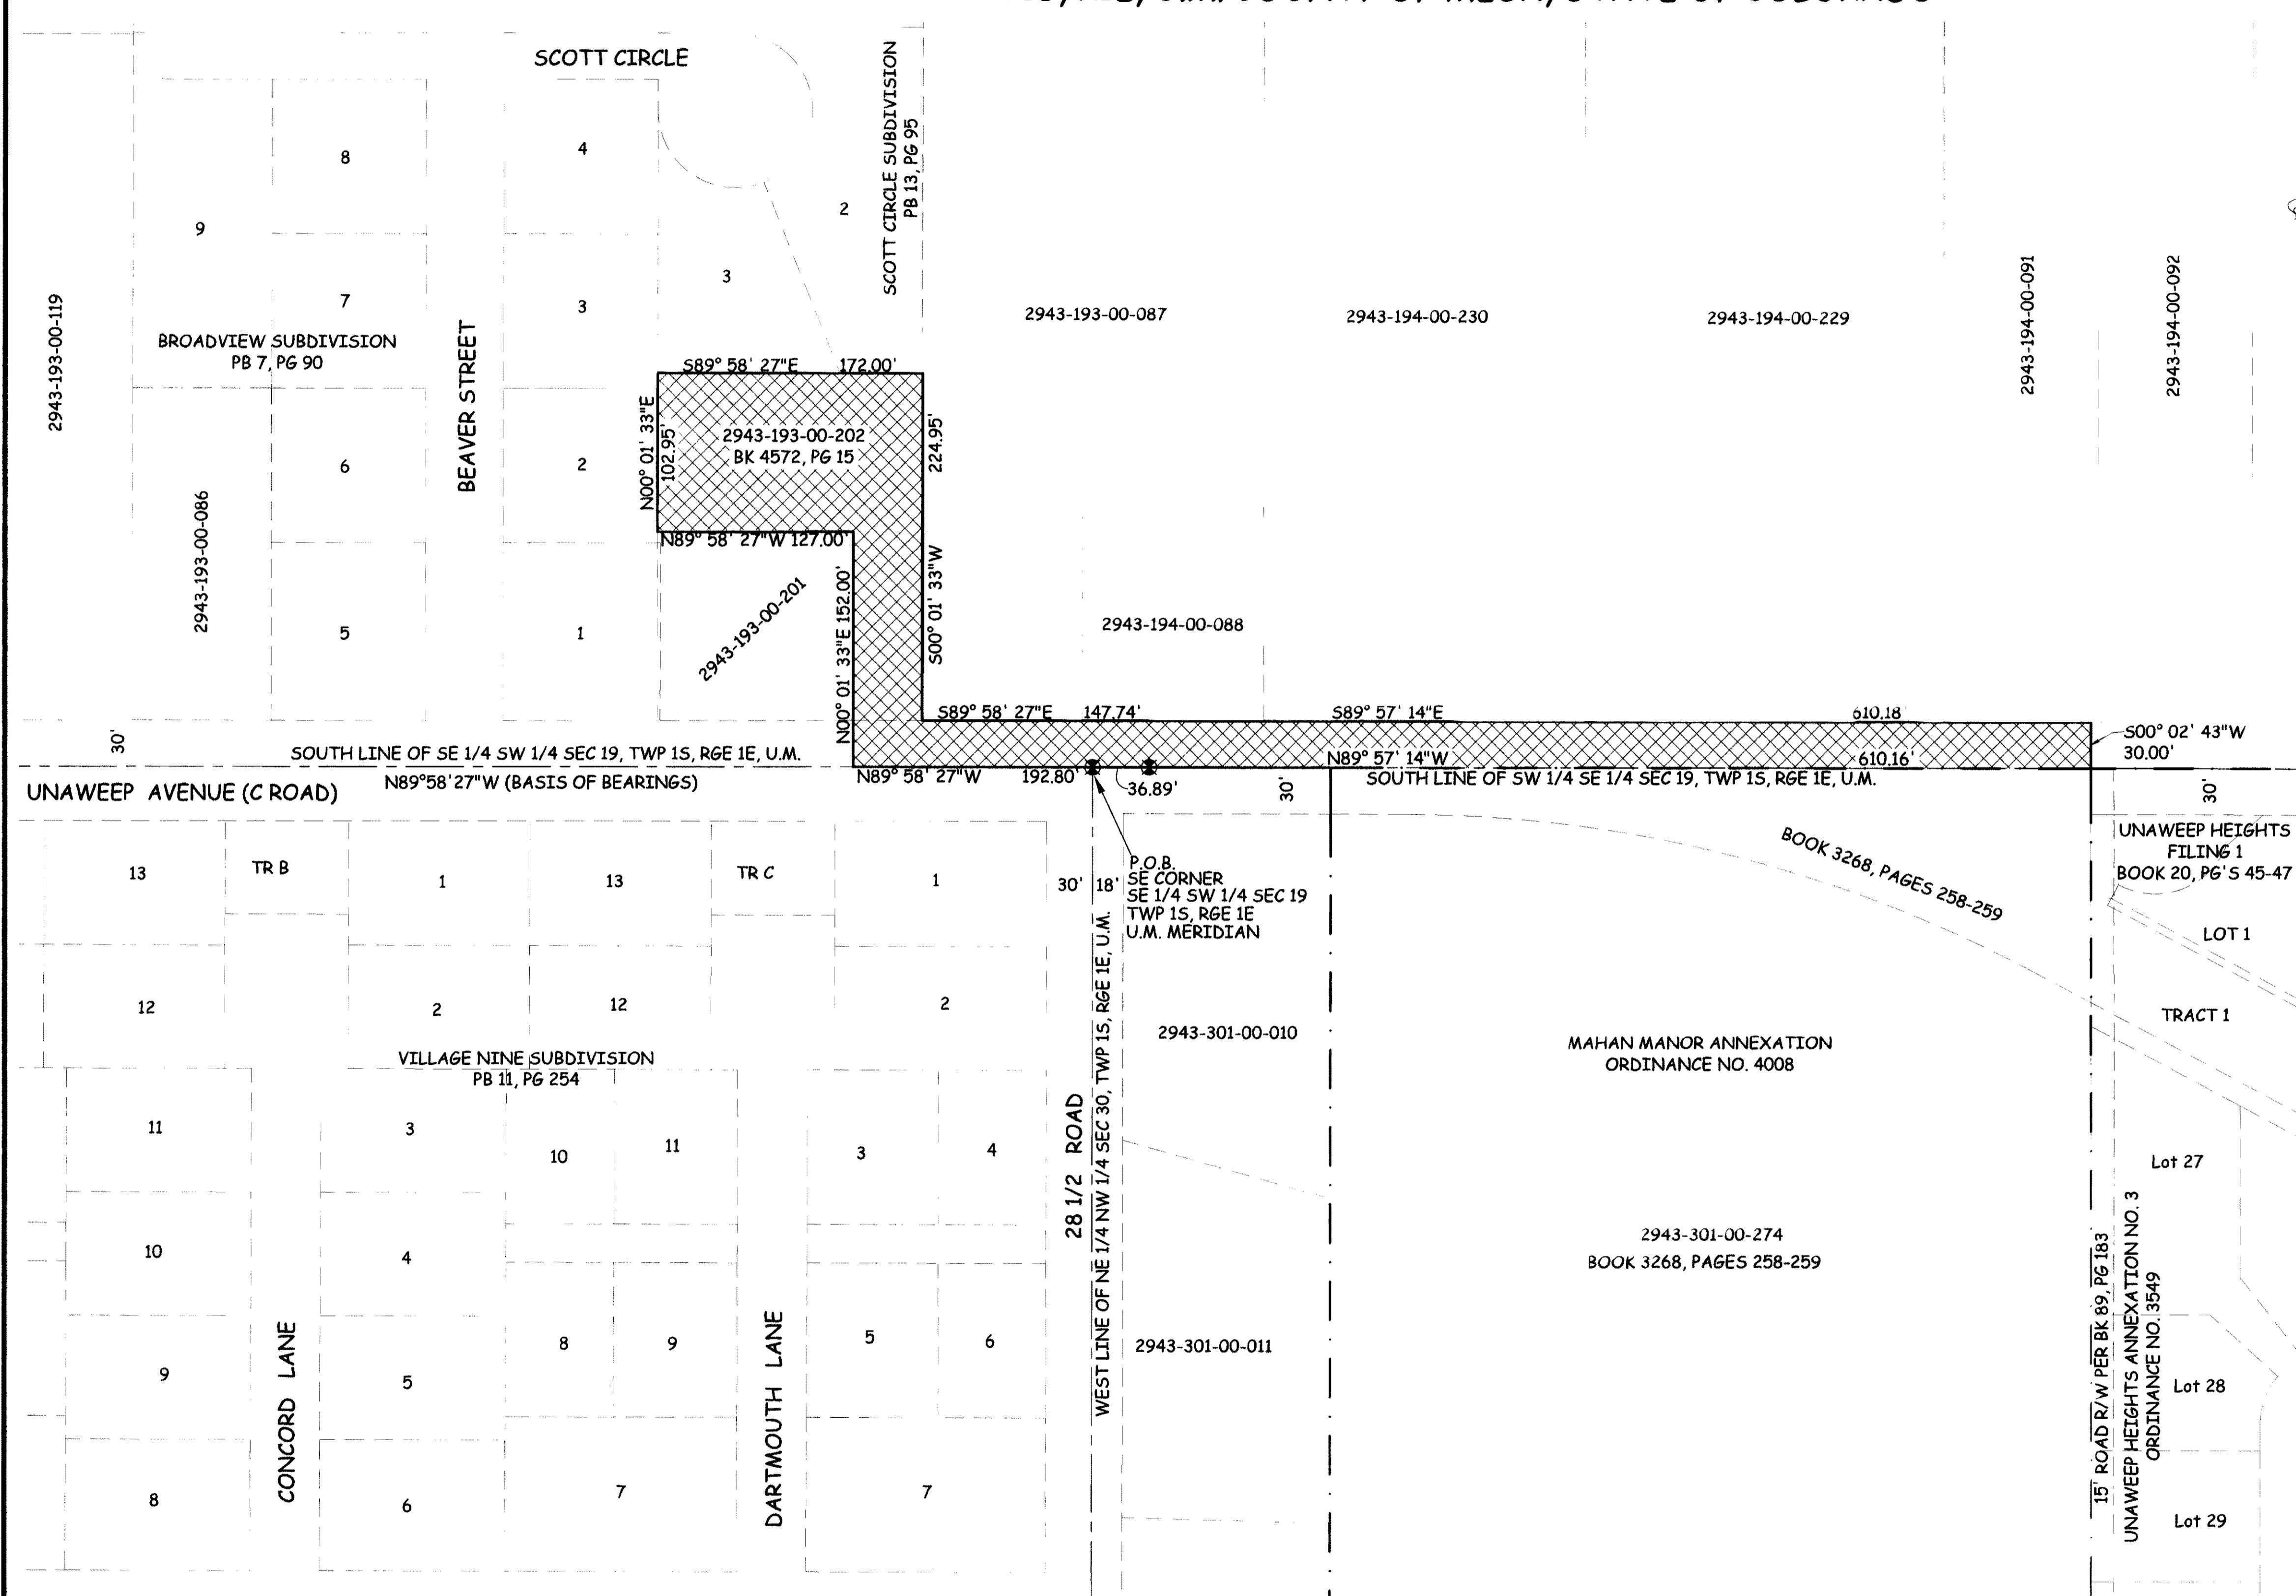 SCOTT CIRCLE
SCOTT CIRCLE SUBDIVISION
PB 13, PG 95
8
4
2
9
3
7
3
2943-193-00-119
BROADVIEW SUBDIVISION
PB 7, PG 90
BEAVER STREET
2943-193-00-087
2943-194-00-230
2943-194-00-229
2943-194-00-091
2943-194-00-092
S89° 58' 27"E 172.00'
N00° 01' 33"E
102.95'
2943-193-00-202
BK 4572, PG 15
224.95'
S00° 01' 33"W
6
2
2943-193-00-086
N89° 58' 27"W 127.00'
N00° 01' 33"E 152.00'
2943-193-00-201
5
1
2943-194-00-088
S89° 58' 27"E 147.74'
S89° 57' 14"E 610.18'
S00° 02' 43"W
30.00'
30'
SOUTH LINE OF SE 1/4 SW 1/4 SEC 19, TWP 1S, RGE 1E, U.M.
N89°58'27"W (BASIS OF BEARINGS)
UNAWEEP AVENUE (C ROAD)
N89° 58' 27"W 192.80'
36.89'
30'
N89° 57' 14"W 610.16'
SOUTH LINE OF SW 1/4 SE 1/4 SEC 19, TWP 1S, RGE 1E, U.M.
30'
UNAWEEP HEIGHTS
FILING 1
BOOK 20, PG'S 45-47
BOOK 3268, PAGES 258-259
P.O.B.
SE CORNER
SE 1/4 SW 1/4 SEC 19
TWP 1S, RGE 1E
U.M. MERIDIAN
30'
18'
13
TR B
1
13
TR C
1
LOT 1
12
2
12
2
TRACT 1
2943-301-00-010
MAHAN MANOR ANNEXATION
ORDINANCE NO. 4008
VILLAGE NINE SUBDIVISION
PB 11, PG 254
28 1/2 ROAD
WEST LINE OF NE 1/4 NW 1/4 SEC 30, TWP 1S, RGE 1E, U.M.
11
3
10
11
3
4
Lot 27
2943-301-00-274
BOOK 3268, PAGES 258-259
10
4
CONCORD LANE
DARTMOUTH LANE
8
9
5
6
2943-301-00-011
9
5
Lot 28
15' ROAD R/W PER BK 89, PG 183
UNAWEEP HEIGHTS ANNEXATION NO. 3
ORDINANCE NO. 3549
8
6
7
7
Lot 29